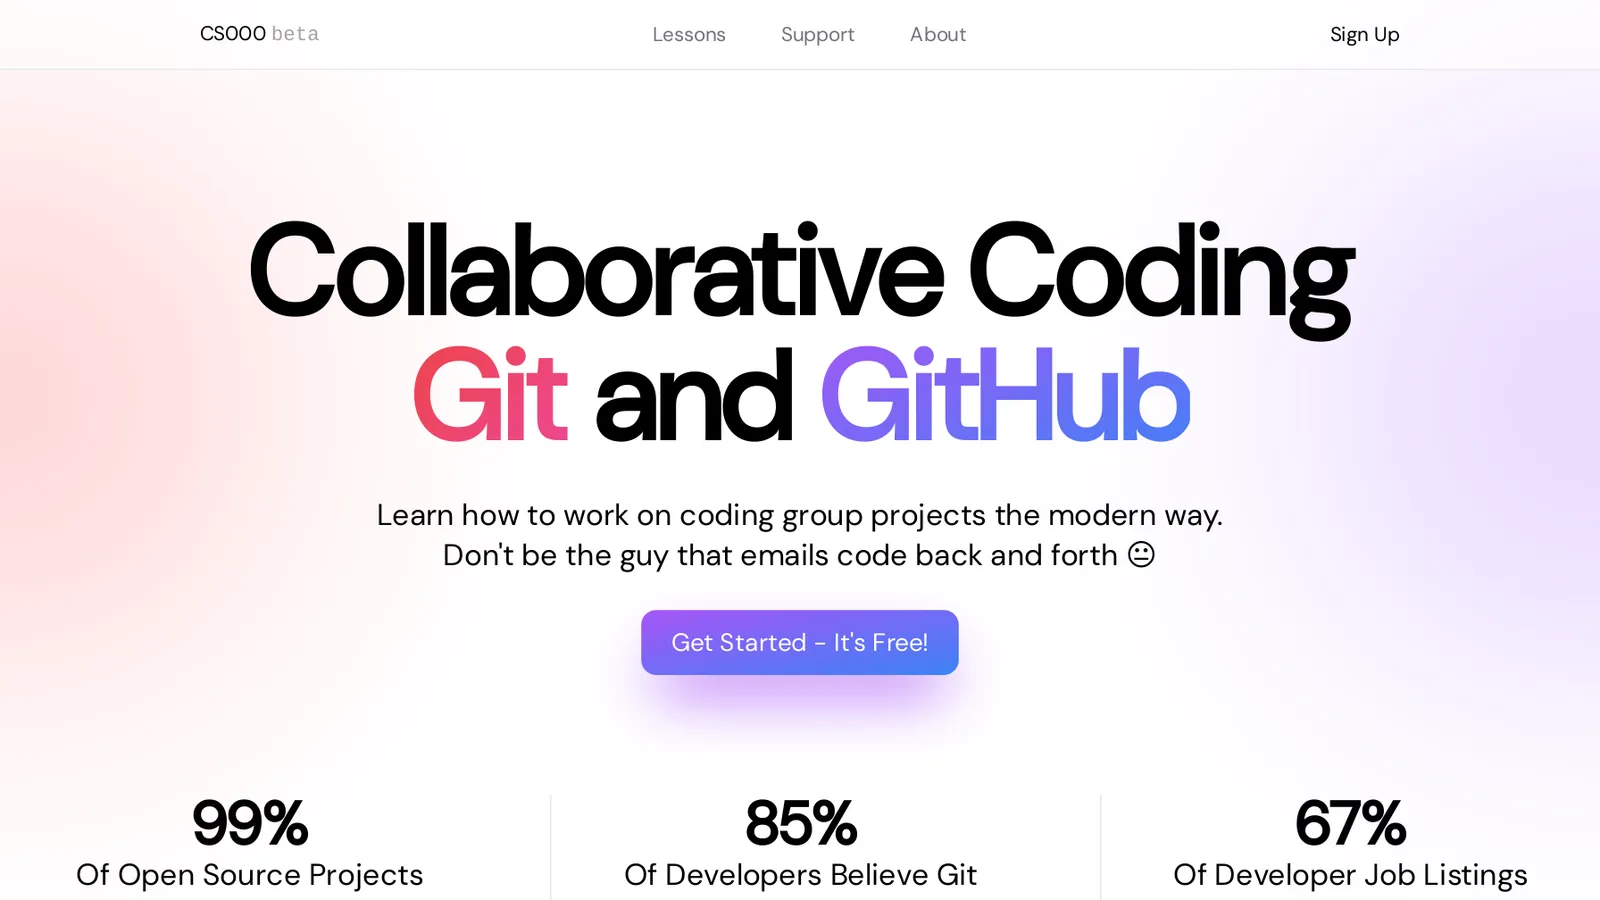 CS000 beta
Lessons
Support
About
Sign Up
Collaborative Coding
Git and GitHub
Learn how to work on coding group projects the modern way.
Don't be the guy that emails code back and forth 😐
Get Started - It's Free!
99%
Of Open Source Projects
85%
Of Developers Believe Git
67%
Of Developer Job Listings